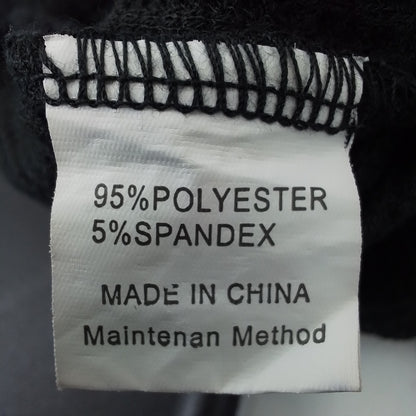 95%POLYESTER
5%SPANDEX
MADE IN CHINA
Maintenan Method